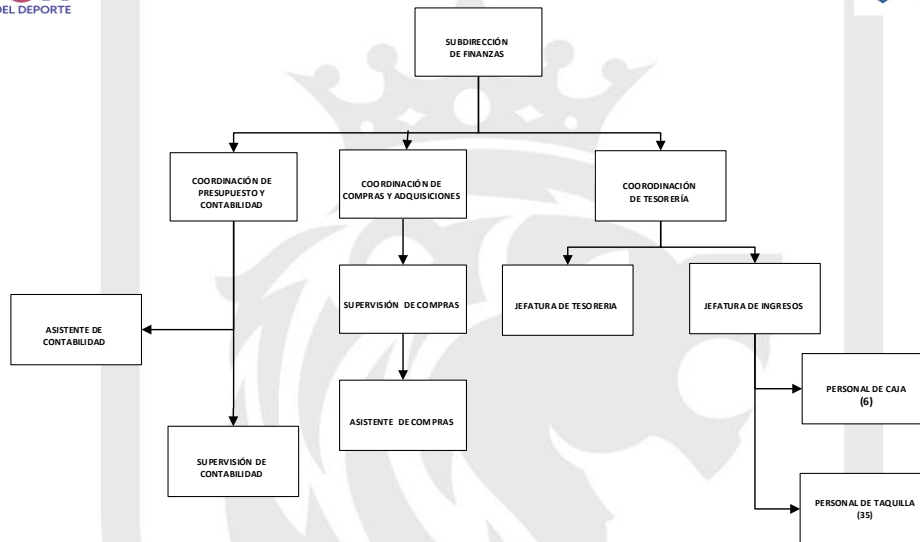 DEL DEPORTE
SUBDIRECCIÓN
DE FINANZAS
COORDINACIÓN DE
PRESUPUESTO Y
CONTABILIDAD
COORDINACIÓN DE
COMPRAS Y ADQUISICIONES
COORODINACIÓN
DE TESORERÍA
SUPERVISIÓN DE COMPRAS
JEFATURA DE TESORERIA
JEFATURA DE INGRESOS
ASISTENTE DE
CONTABILIDAD
PERSONAL DE CAJA
(6)
ASISTENTE DE COMPRAS
SUPERVISIÓN DE
CONTABILIDAD
PERSONAL DE TAQUILLA
(35)